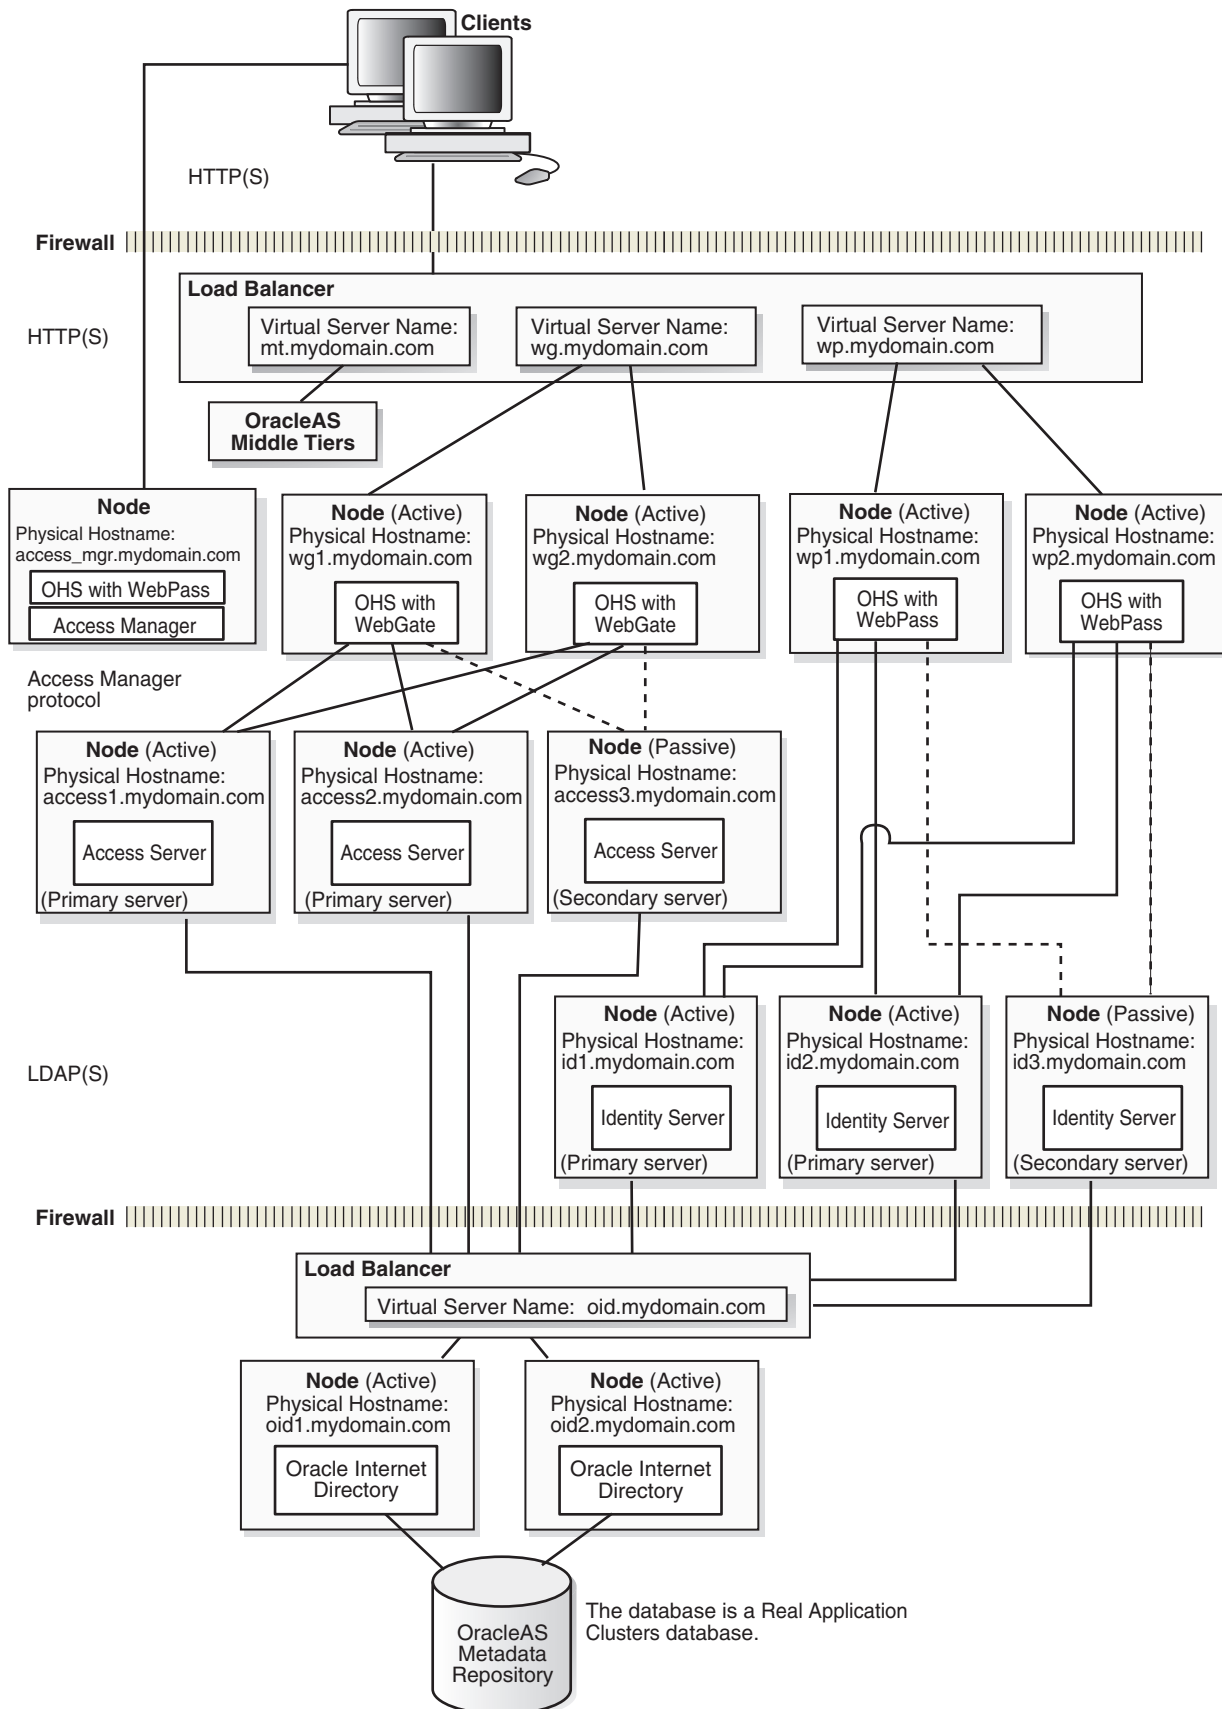 Clients
HTTP(S)
Firewall
Load Balancer
HTTP(S)
Virtual Server Name:
mt.mydomain.com
Virtual Server Name:
wg.mydomain.com
Virtual Server Name:
wp.mydomain.com
OracleAS
Middle Tiers
Node
Physical Hostname:
access_mgr.mydomain.com
OHS with WebPass
Access Manager
Node (Active)
Physical Hostname:
wg1.mydomain.com
OHS with
WebGate
Node (Active)
Physical Hostname:
wg2.mydomain.com
OHS with
WebGate
Node (Active)
Physical Hostname:
wp1.mydomain.com
OHS with
WebPass
Node (Active)
Physical Hostname:
wp2.mydomain.com
OHS with
WebPass
Access Manager
protocol
Node (Active)
Physical Hostname:
access1.mydomain.com
Access Server
(Primary server)
Node (Active)
Physical Hostname:
access2.mydomain.com
Access Server
(Primary server)
Node (Passive)
Physical Hostname:
access3.mydomain.com
Access Server
(Secondary server)
LDAP(S)
Node (Active)
Physical Hostname:
id1.mydomain.com
Identity Server
(Primary server)
Node (Active)
Physical Hostname:
id2.mydomain.com
Identity Server
(Primary server)
Node (Passive)
Physical Hostname:
id3.mydomain.com
Identity Server
(Secondary server)
Firewall
Load Balancer
Virtual Server Name: oid.mydomain.com
Node (Active)
Physical Hostname:
oid1.mydomain.com
Oracle Internet
Directory
Node (Active)
Physical Hostname:
oid2.mydomain.com
Oracle Internet
Directory
OracleAS
Metadata
Repository
The database is a Real Application
Clusters database.